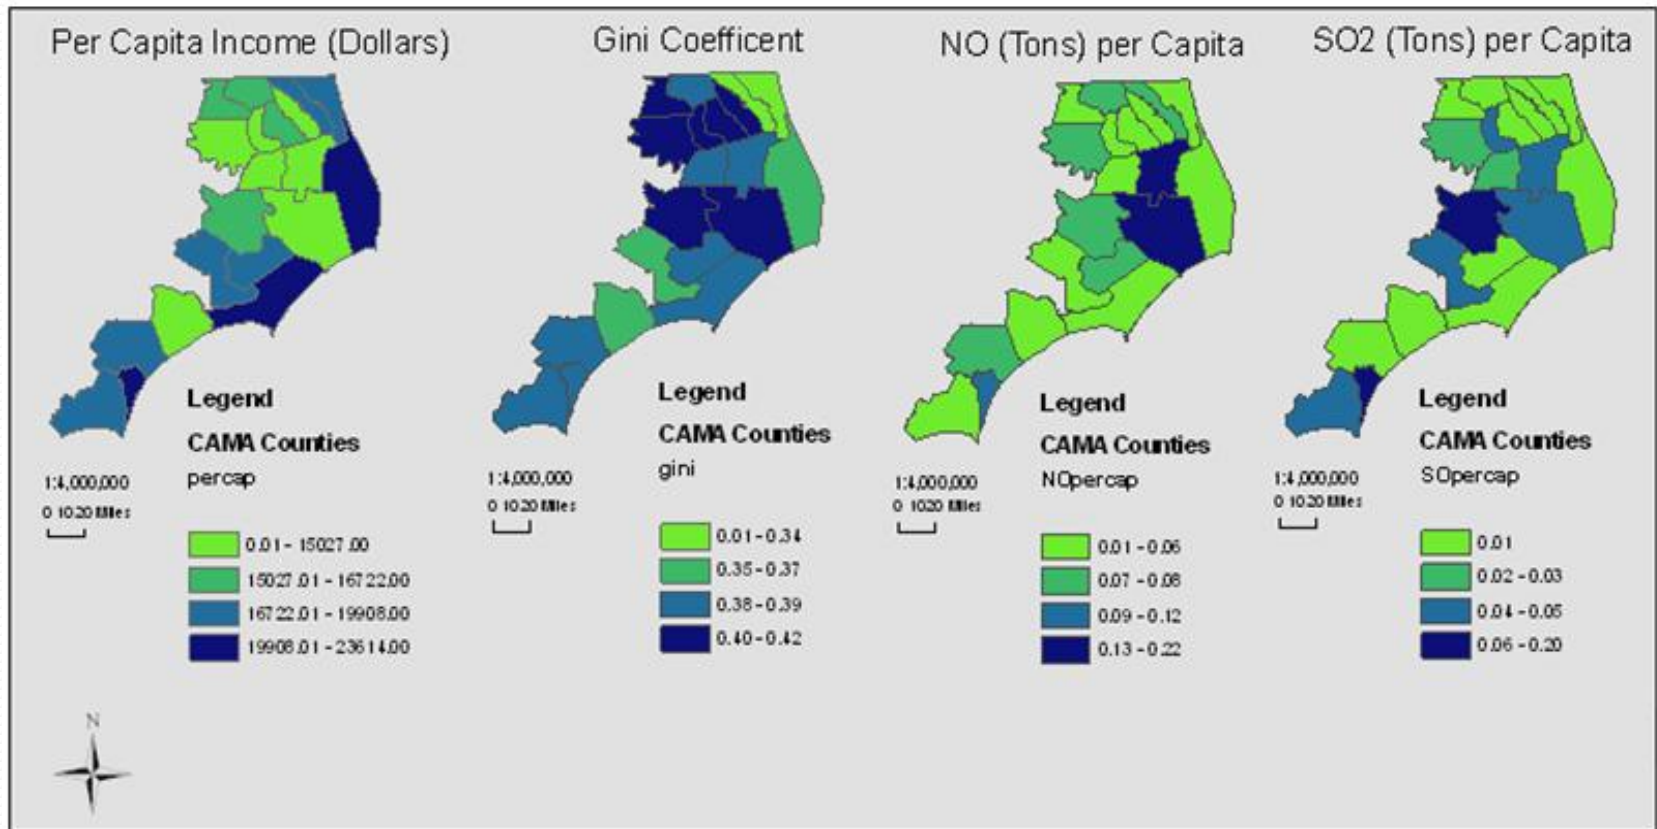 Per Capita Income (Dollars)
Legend
CAMA Counties
percap
1:4,000,000
0 10 20 Miles
0.01 - 15027.00
15027.01 - 16722.00
16722.01 - 19908.00
19908.01 - 23614.00
Gini Coefficent
Legend
CAMA Counties
gini
1:4,000,000
0 10 20 Miles
0.01 - 0.34
0.35 - 0.37
0.38 - 0.39
0.40 - 0.42
NO (Tons) per Capita
Legend
CAMA Counties
NOpercap
1:4,000,000
0 10 20 Miles
0.01 - 0.06
0.07 - 0.08
0.09 - 0.12
0.13 - 0.22
SO2 (Tons) per Capita
Legend
CAMA Counties
SOpercap
1:4,000,000
0 10 20 Miles
0.01
0.02 - 0.03
0.04 - 0.05
0.06 - 0.20
N